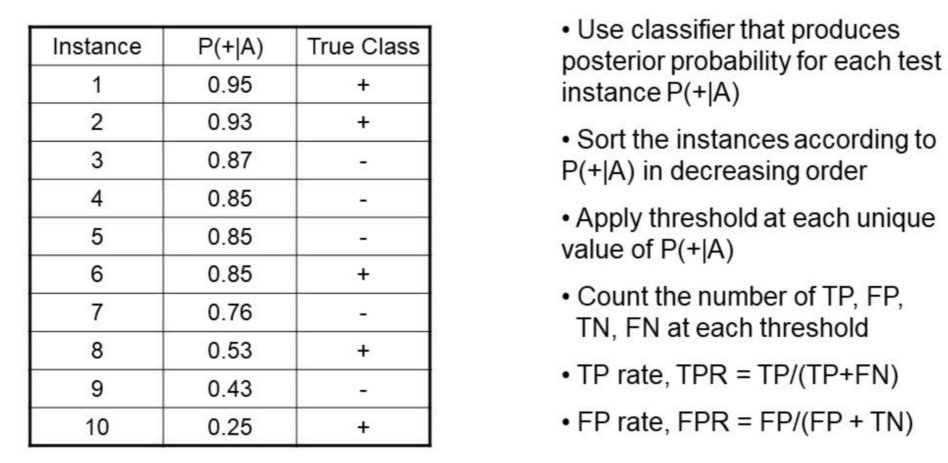 Instance P(+|A) True Class
1 0.95 +
2 0.93 +
3 0.87 -
4 0.85 -
5 0.85 -
6 0.85 +
7 0.76 -
8 0.53 +
9 0.43 -
10 0.25 +
• Use classifier that produces
posterior probability for each test
instance P(+|A)
• Sort the instances according to
P(+|A) in decreasing order
• Apply threshold at each unique
value of P(+|A)
• Count the number of TP, FP,
TN, FN at each threshold
• TP rate, TPR = TP/(TP+FN)
• FP rate, FPR = FP/(FP + TN)